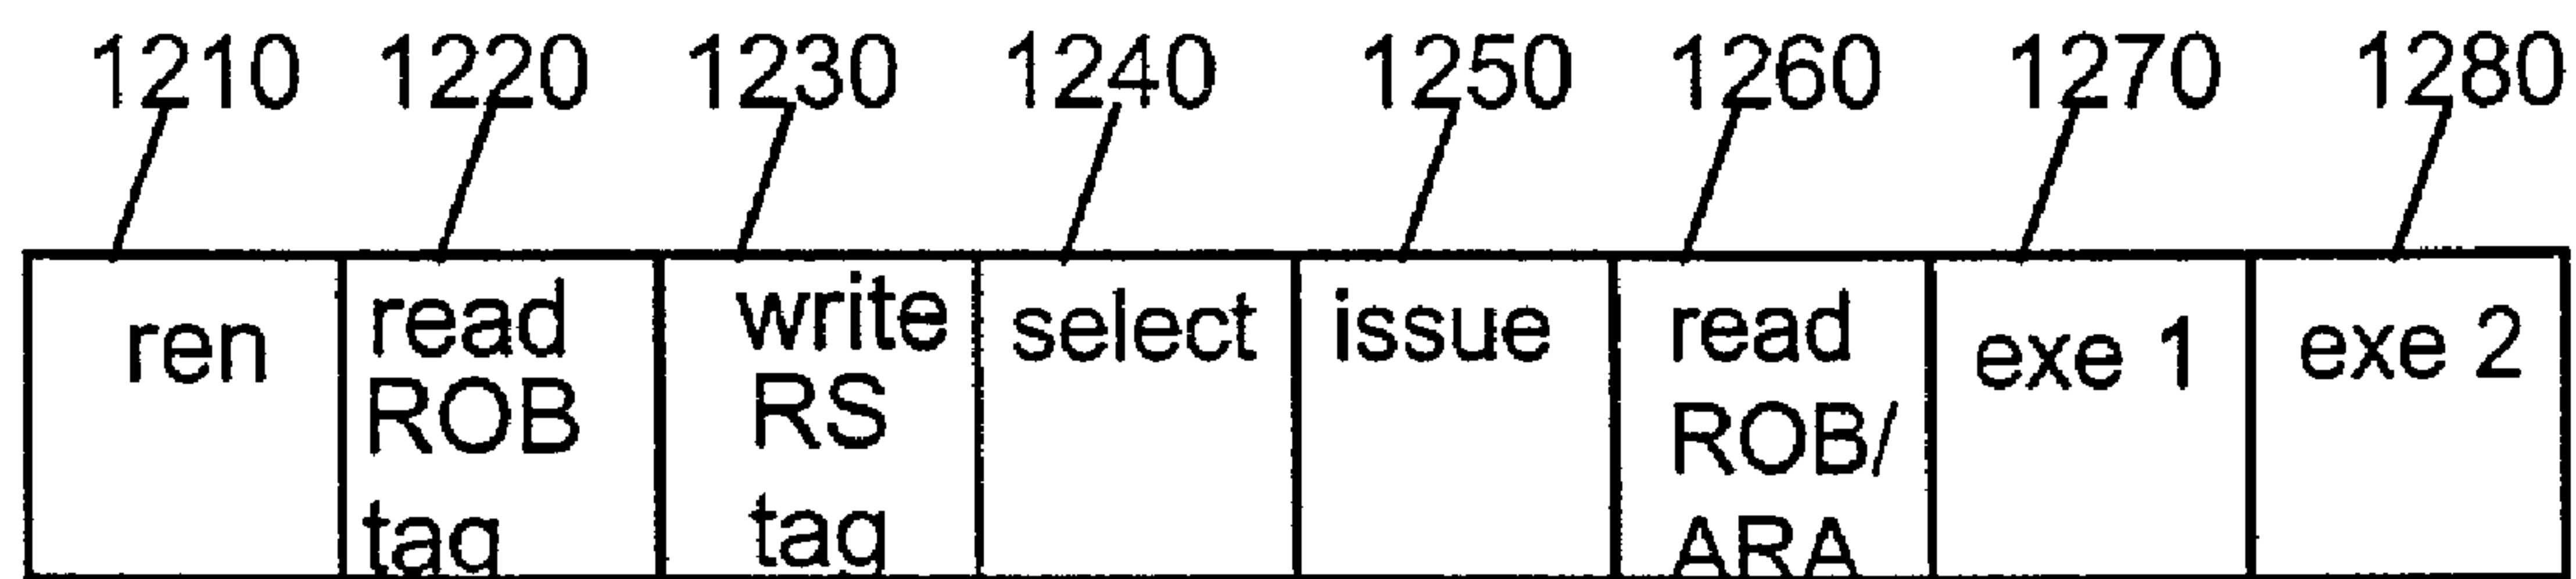 1210 1220 1230 1240 1250 1260 1270 1280
ren
read
ROB
tag
write
RS
tag
select
issue
read
ROB/
ARA
exe 1
exe 2